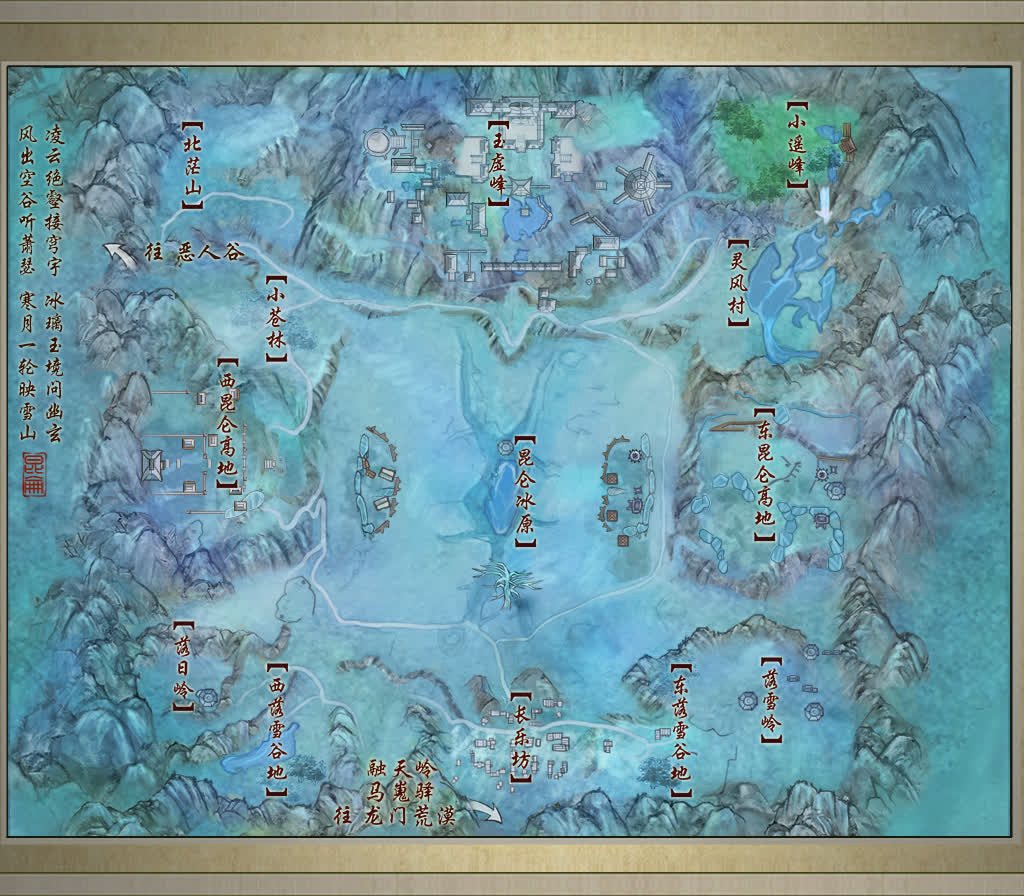 凌云绝壑接穹宇 冰璃玉境问幽玄
风出空谷听萧瑟 寒月一轮映雪山
昆仑
【北茫山】
【玉虚峰】
【小遥峰】
往 恶人谷
【灵风村】
【小苍林】
【西昆仑高地】
【昆仑冰原】
【东昆仑高地】
【落日岭】
【西落雪谷地】
【长乐坊】
【东落雪谷地】
【落雪岭】
融天岭
马嵬驿
往 龙门荒漠